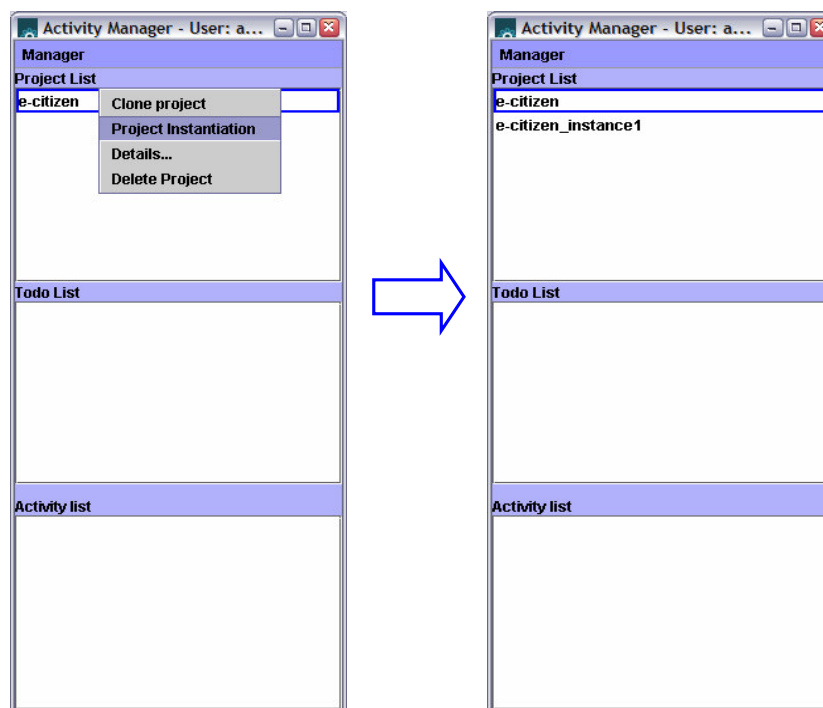 Activity Manager - User: a...
Manager
Project List
e-citizen
Clone project
Project Instantiation
Details...
Delete Project
Todo List
Activity list
Activity Manager - User: a...
Manager
Project List
e-citizen
e-citizen_instance1
Todo List
Activity list